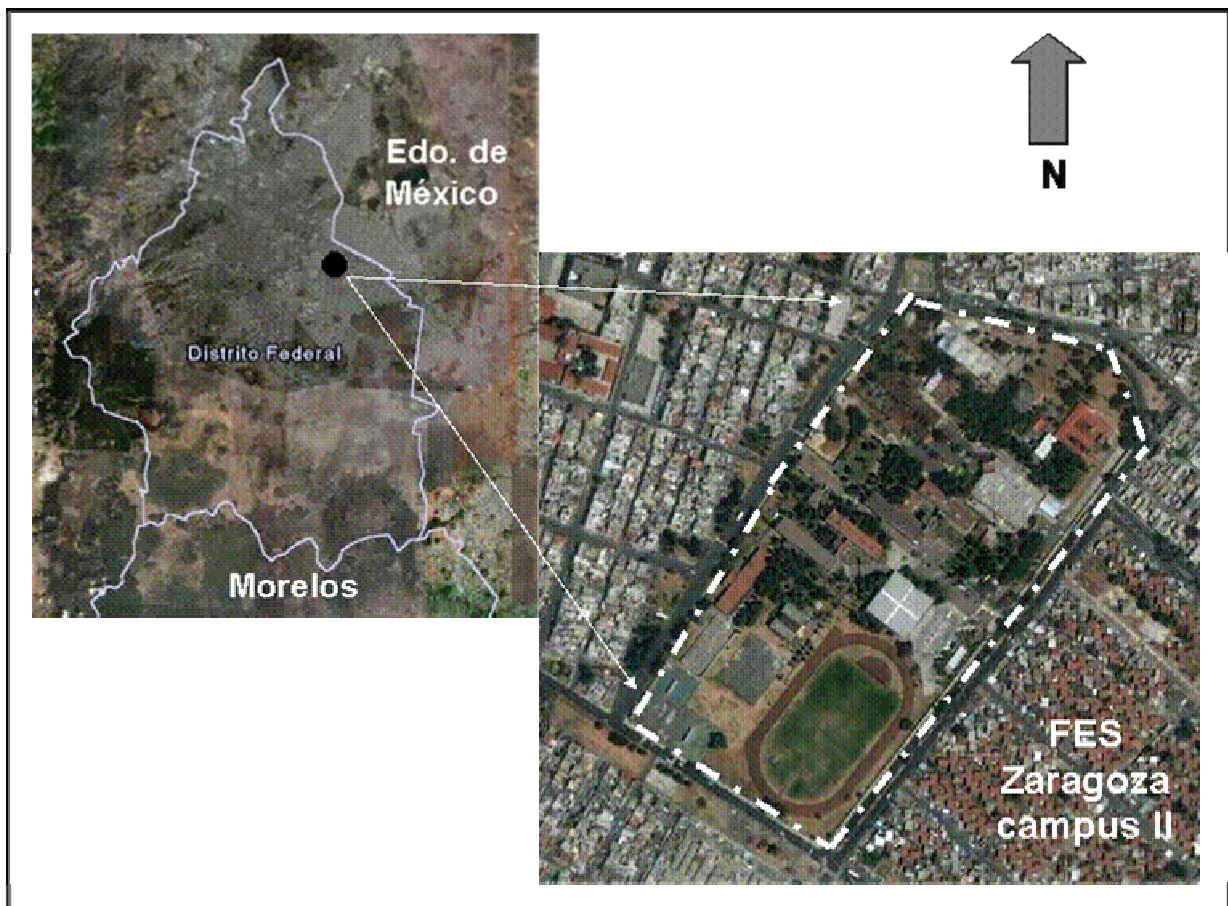 Edo. de
México
N
Distrito Federal
Morelos
FES
Zaragoza
campus II